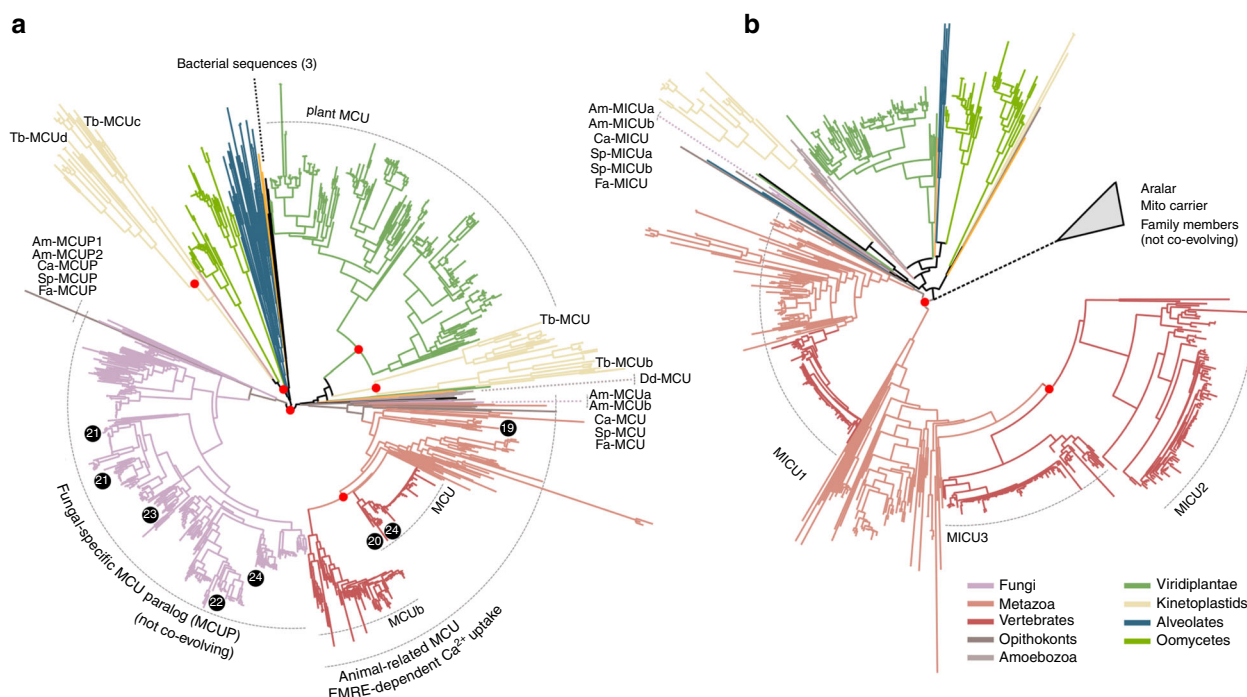 a
Bacterial sequences (3)
plant MCU
Tb-MCUc
Tb-MCUd
Am-MCUP1
Am-MCUP2
Ca-MCUP
Sp-MCUP
Fa-MCUP
Tb-MCU
Tb-MCUb
Dd-MCU
Am-MCUa
Am-MCUb
Ca-MCU
Sp-MCU
Fa-MCU
19
21
21
23
24
22
20
24
MCU
MCUb
Fungal-specific MCU paralog (MCUP)
(not co-evolving)
Animal-related MCU
EMRE-dependent Ca²⁺ uptake
b
Am-MICUa
Am-MICUb
Ca-MICU
Sp-MICUa
Sp-MICUb
Fa-MICU
Aralar
Mito carrier
Family members
(not co-evolving)
MICU1
MICU2
MICU3
Fungi
Metazoa
Vertebrates
Opithokonts
Amoebozoa
Viridiplantae
Kinetoplastids
Alveolates
Oomycetes